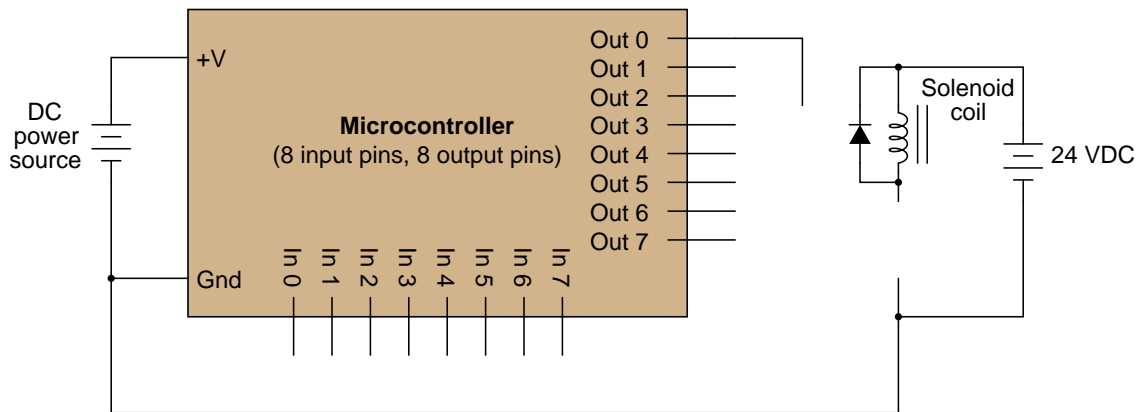 DC
power
source
+V
Gnd
Microcontroller
(8 input pins, 8 output pins)
Out 0
Out 1
Out 2
Out 3
Out 4
Out 5
Out 6
Out 7
In 0
In 1
In 2
In 3
In 4
In 5
In 6
In 7
Solenoid
coil
24 VDC